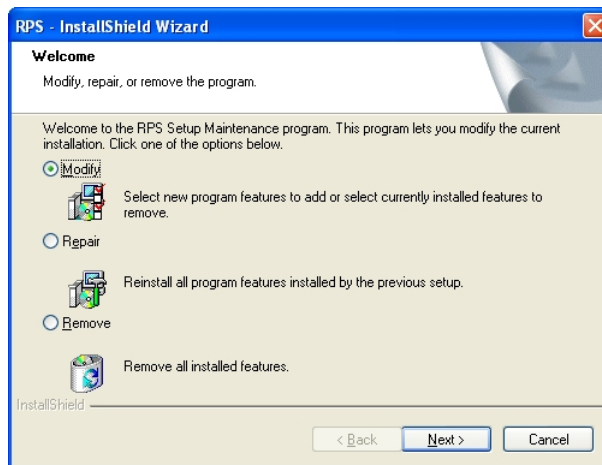 RPS - InstallShield Wizard
Welcome
Modify, repair, or remove the program.
Welcome to the RPS Setup Maintenance program. This program lets you modify the current
installation. Click one of the options below.
Modify
Select new program features to add or select currently installed features to
remove.
Repair
Reinstall all program features installed by the previous setup.
Remove
Remove all installed features.
InstallShield
< Back Next > Cancel